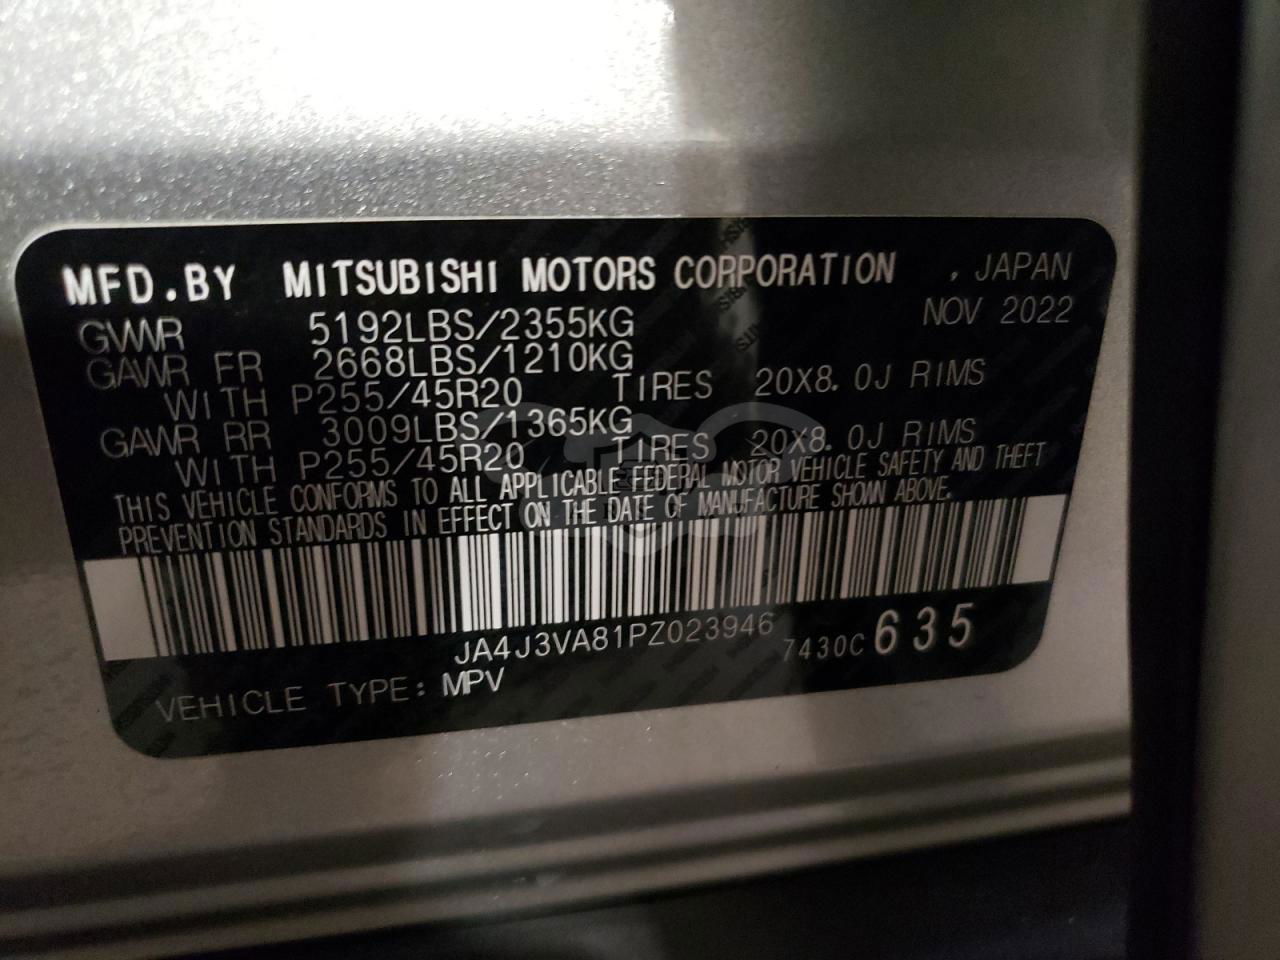 MFD.BY MITSUBISHI MOTORS CORPORATION , JAPAN
NOV 2022
GVWR 5192LBS/2355KG
GAWR FR 2668LBS/1210KG
WITH P255/45R20 TIRES 20X8.0J RIMS
GAWR RR 3009LBS/1365KG
WITH P255/45R20 TIRES 20X8.0J RIMS
THIS VEHICLE CONFORMS TO ALL APPLICABLE FEDERAL MOTOR VEHICLE SAFETY AND THEFT
PREVENTION STANDARDS IN EFFECT ON THE DATE OF MANUFACTURE SHOWN ABOVE.
JA4J3VA81PZ023946 7430C 635
VEHICLE TYPE: MPV